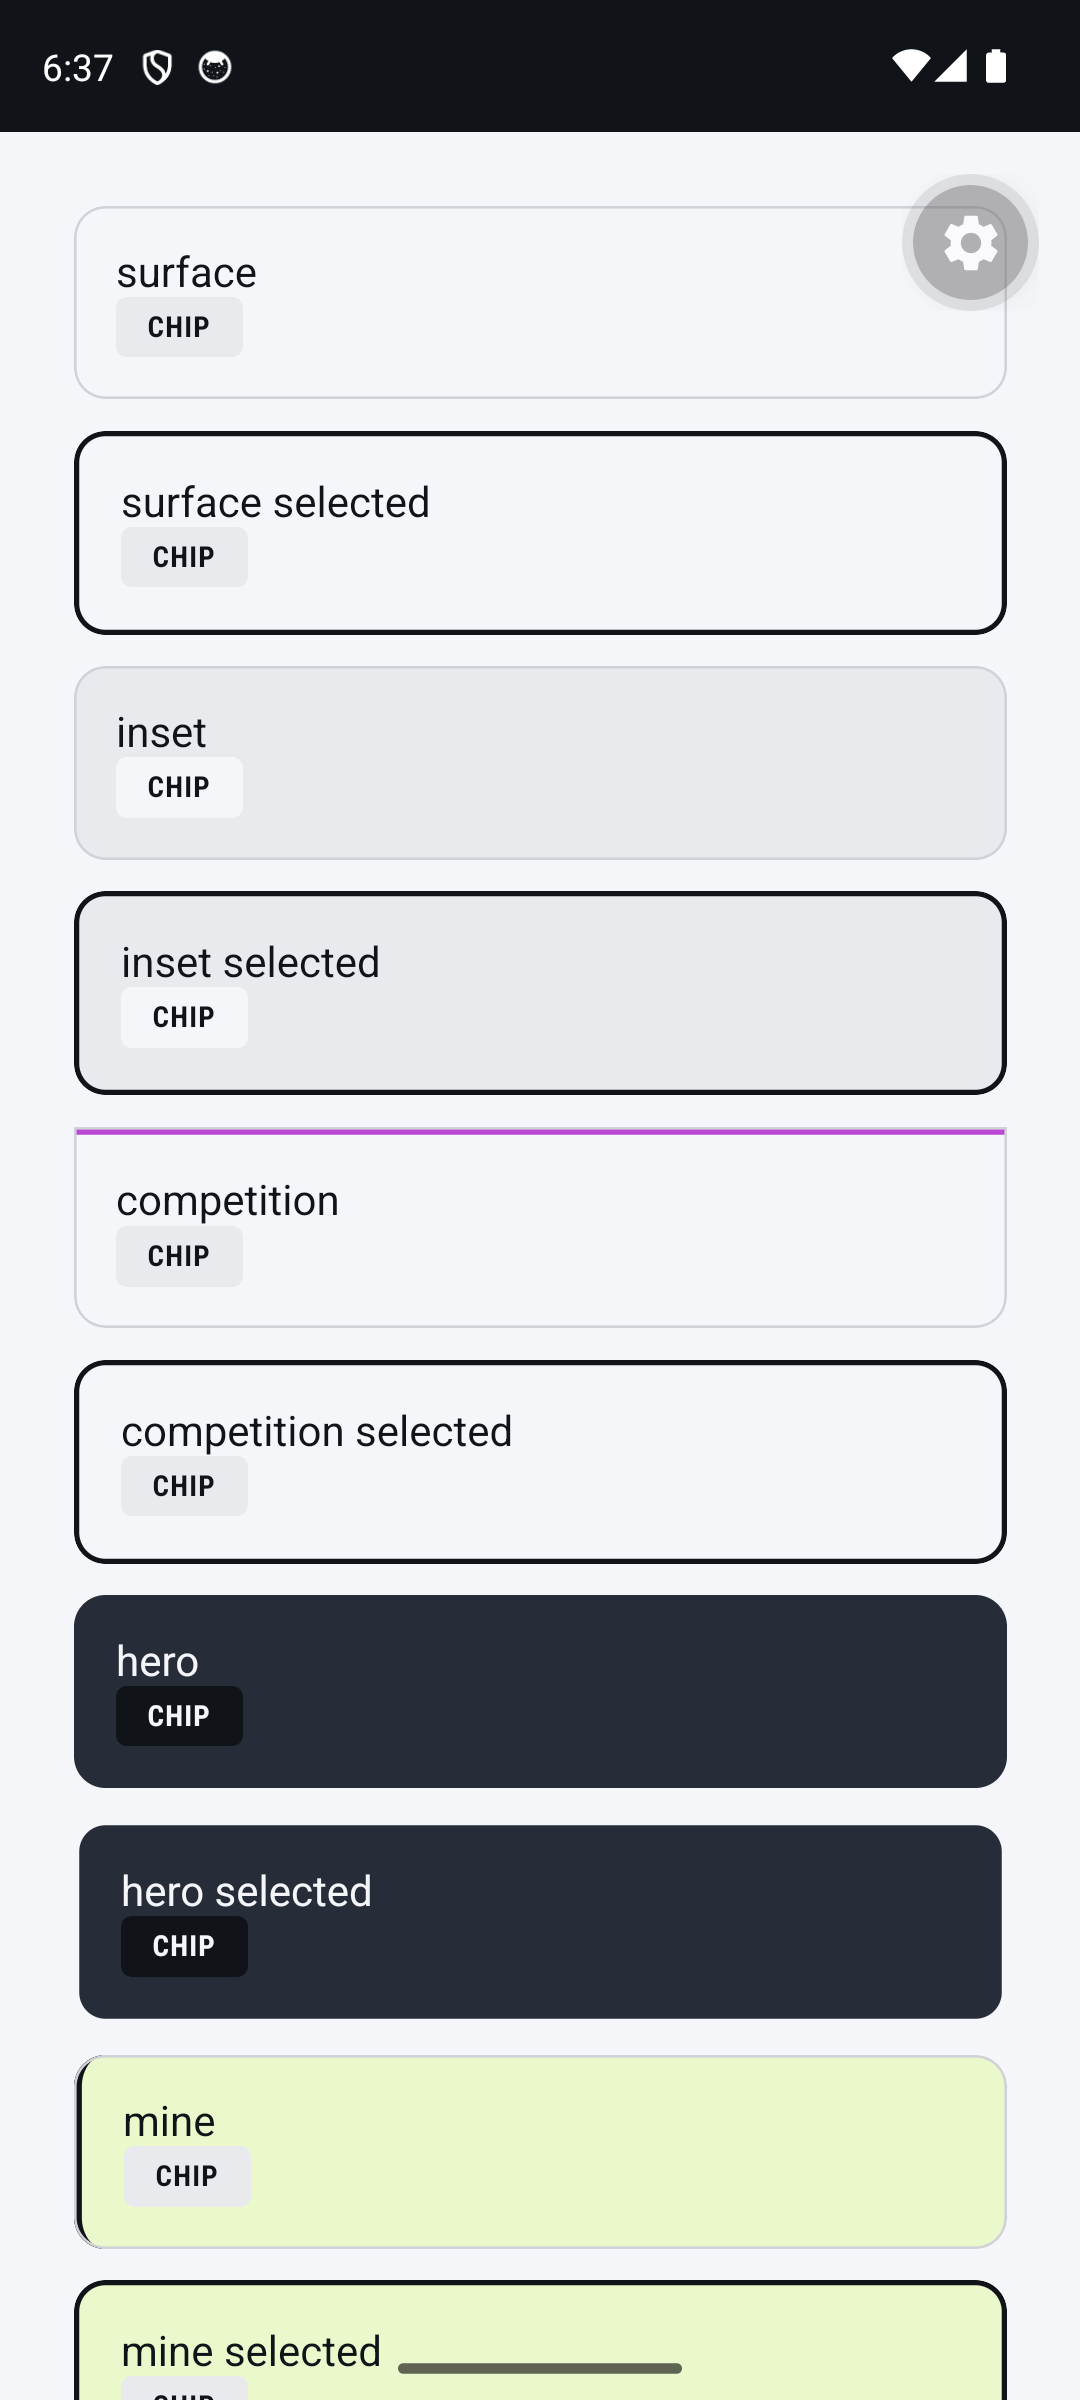 6:37
surface
CHIP
surface selected
CHIP
inset
CHIP
inset selected
CHIP
competition
CHIP
competition selected
CHIP
hero
CHIP
hero selected
CHIP
mine
CHIP
mine selected
CHIP